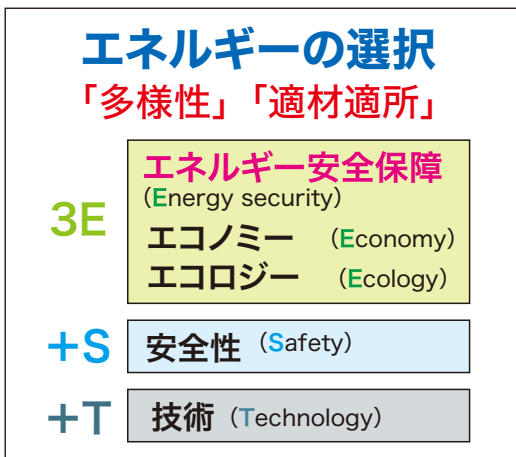 エネルギーの選択
「多様性」「適材適所」
3E
エネルギー安全保障
(Energy security)
エコノミー (Economy)
エコロジー (Ecology)
+S 安全性 (Safety)
+T 技術 (Technology)